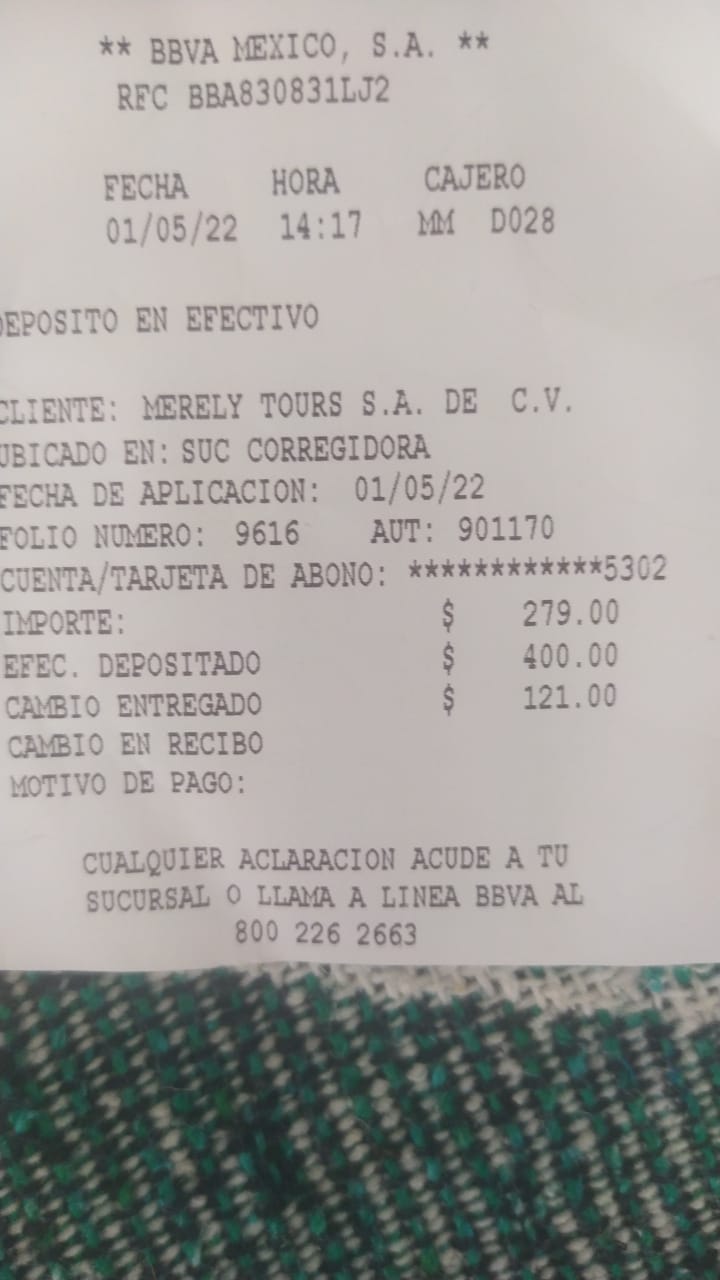 ** BBVA MEXICO, S.A. **
RFC BBA830831LJ2
FECHA HORA CAJERO
01/05/22 14:17 MM D028
DEPOSITO EN EFECTIVO
CLIENTE: MERELY TOURS S.A. DE C.V.
UBICADO EN: SUC CORREGIDORA
FECHA DE APLICACION: 01/05/22
FOLIO NUMERO: 9616 AUT: 901170
CUENTA/TARJETA DE ABONO: ************5302
IMPORTE: $ 279.00
EFEC. DEPOSITADO $ 400.00
CAMBIO ENTREGADO $ 121.00
CAMBIO EN RECIBO
MOTIVO DE PAGO:
CUALQUIER ACLARACION ACUDE A TU
SUCURSAL O LLAMA A LINEA BBVA AL
800 226 2663